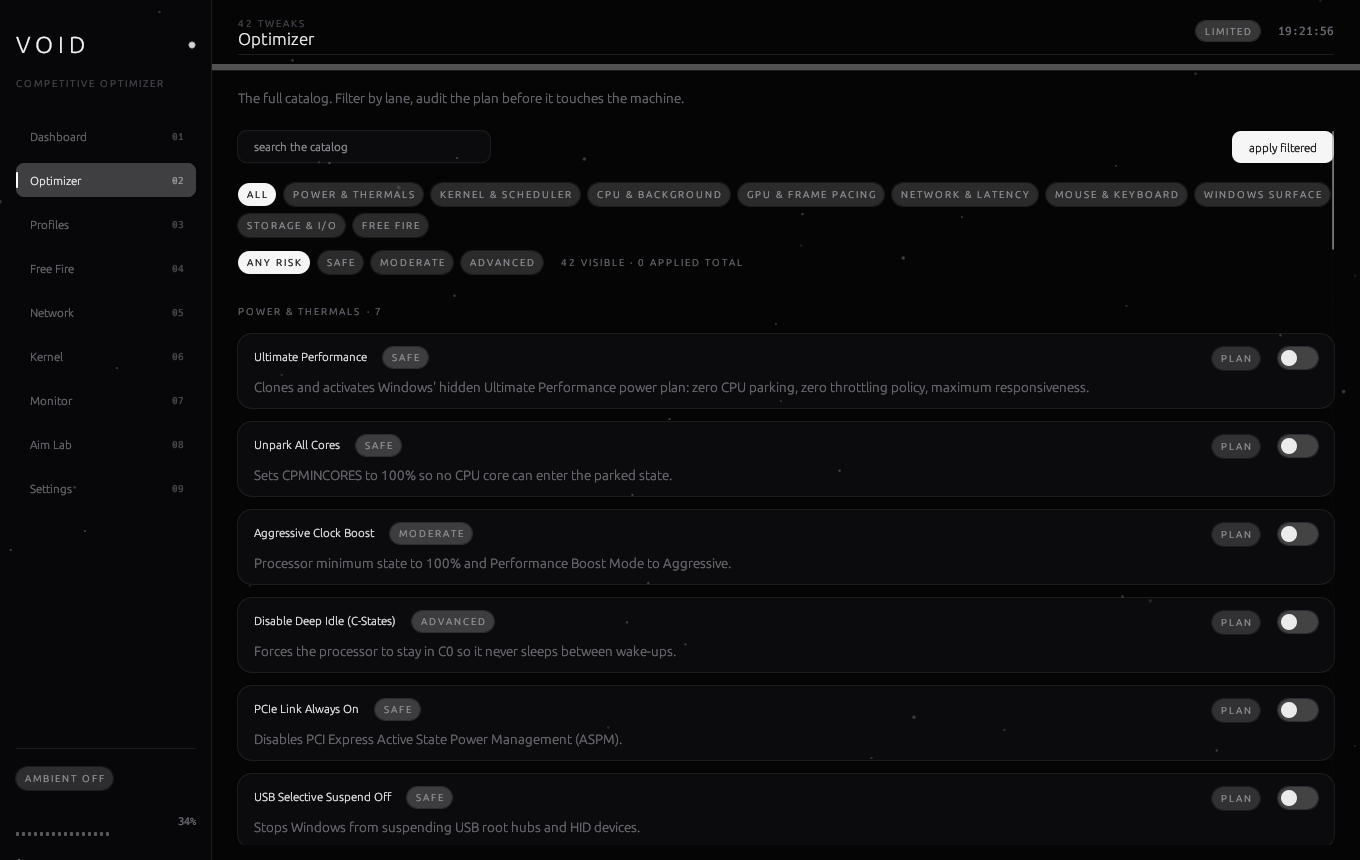 VOID
COMPETITIVE OPTIMIZER
Dashboard 01
Optimizer 02
Profiles 03
Free Fire 04
Network 05
Kernel 06
Monitor 07
Aim Lab 08
Settings 09
AMBIENT OFF
34%
42 TWEAKS
Optimizer
LIMITED 19:21:56
The full catalog. Filter by lane, audit the plan before it touches the machine.
search the catalog
apply filtered
ALL POWER & THERMALS KERNEL & SCHEDULER CPU & BACKGROUND GPU & FRAME PACING NETWORK & LATENCY MOUSE & KEYBOARD WINDOWS SURFACE
STORAGE & I/O FREE FIRE
ANY RISK SAFE MODERATE ADVANCED 42 VISIBLE · 0 APPLIED TOTAL
POWER & THERMALS · 7
Ultimate Performance SAFE PLAN
Clones and activates Windows' hidden Ultimate Performance power plan: zero CPU parking, zero throttling policy, maximum responsiveness.
Unpark All Cores SAFE PLAN
Sets CPMINCORES to 100% so no CPU core can enter the parked state.
Aggressive Clock Boost MODERATE PLAN
Processor minimum state to 100% and Performance Boost Mode to Aggressive.
Disable Deep Idle (C-States) ADVANCED PLAN
Forces the processor to stay in C0 so it never sleeps between wake-ups.
PCIe Link Always On SAFE PLAN
Disables PCI Express Active State Power Management (ASPM).
USB Selective Suspend Off SAFE PLAN
Stops Windows from suspending USB root hubs and HID devices.